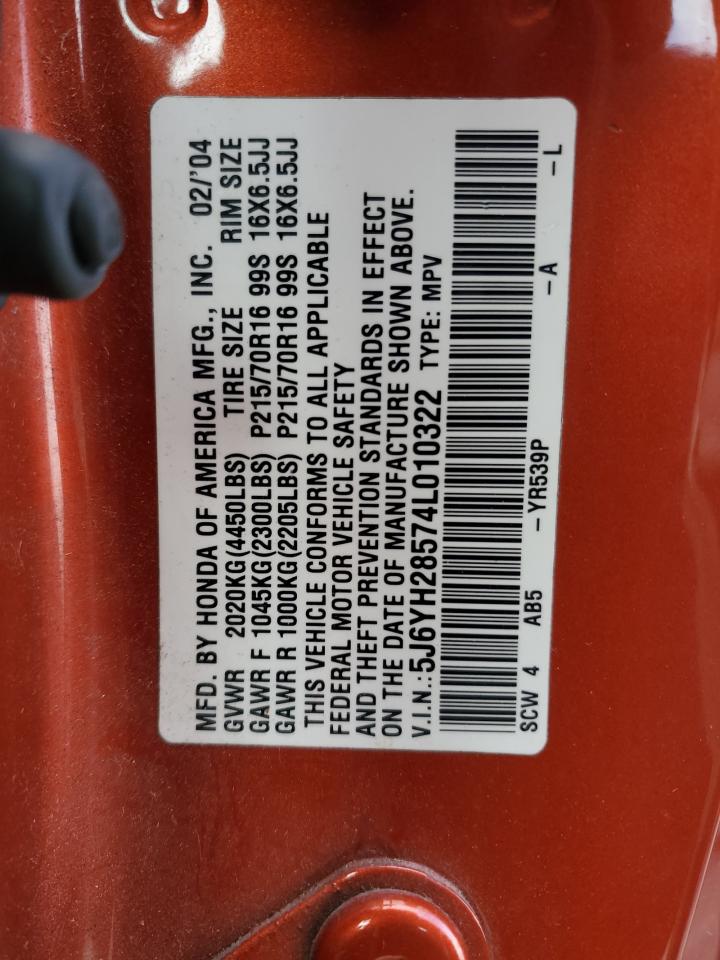 MFD. BY HONDA OF AMERICA MFG., INC. 02/'04
GVWR 2020KG(4450LBS) TIRE SIZE RIM SIZE
GAWR F 1045KG(2300LBS) P215/70R16 99S 16X6.5JJ
GAWR R 1000KG(2205LBS) P215/70R16 99S 16X6.5JJ
THIS VEHICLE CONFORMS TO ALL APPLICABLE
FEDERAL MOTOR VEHICLE SAFETY
AND THEFT PREVENTION STANDARDS IN EFFECT
ON THE DATE OF MANUFACTURE SHOWN ABOVE.
V.I.N.:5J6YH28574L010322 TYPE: MPV
SCW 4 AB5 -YR539P -A -L